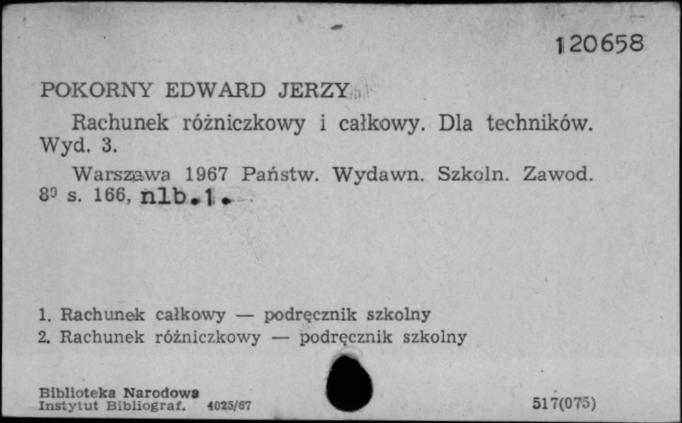 120658
POKORNY EDWARD JERZY
Rachunek różniczkowy i całkowy. Dla techników.
Wyd. 3.
Warszawa 1967 Państw. Wydawn. Szkoln. Zawod.
8⁰ s. 166, nlb. 1.
1. Rachunek całkowy — podręcznik szkolny
2. Rachunek różniczkowy — podręcznik szkolny
Biblioteka Narodowa
Instytut Bibliograf. 4025/67
517(075)